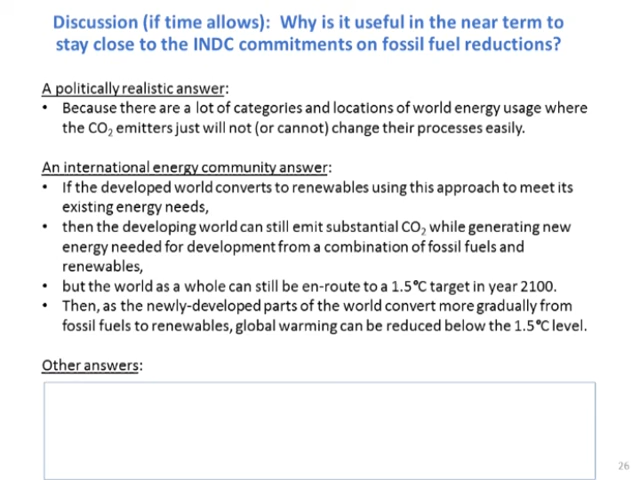 Discussion (if time allows): Why is it useful in the near term to
stay close to the INDC commitments on fossil fuel reductions?
A politically realistic answer:
• Because there are a lot of categories and locations of world energy usage where
the CO₂ emitters just will not (or cannot) change their processes easily.
An international energy community answer:
• If the developed world converts to renewables using this approach to meet its
existing energy needs,
• then the developing world can still emit substantial CO₂ while generating new
energy needed for development from a combination of fossil fuels and
renewables,
• but the world as a whole can still be en-route to a 1.5°C target in year 2100.
• Then, as the newly-developed parts of the world convert more gradually from
fossil fuels to renewables, global warming can be reduced below the 1.5°C level.
Other answers:
26